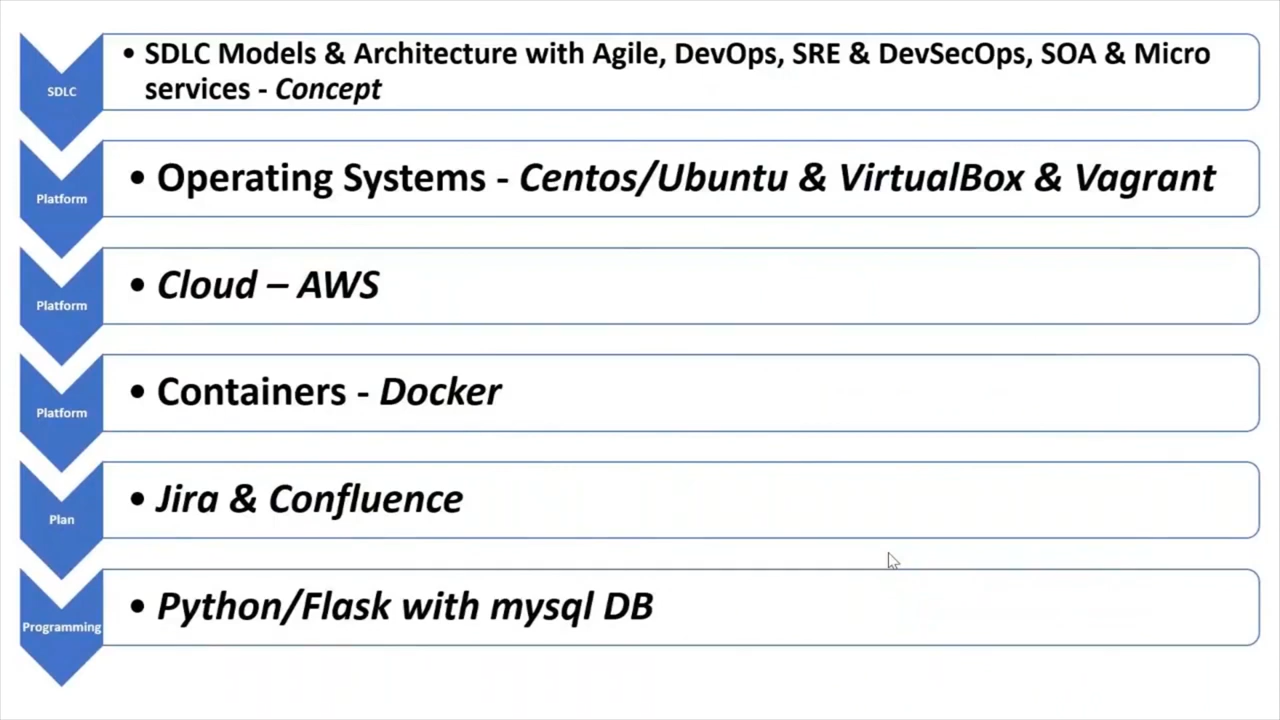 SDLC
• SDLC Models & Architecture with Agile, DevOps, SRE & DevSecOps, SOA & Micro
services - Concept
Platform
• Operating Systems - Centos/Ubuntu & VirtualBox & Vagrant
Platform
• Cloud – AWS
Platform
• Containers - Docker
Plan
• Jira & Confluence
Programming
• Python/Flask with mysql DB